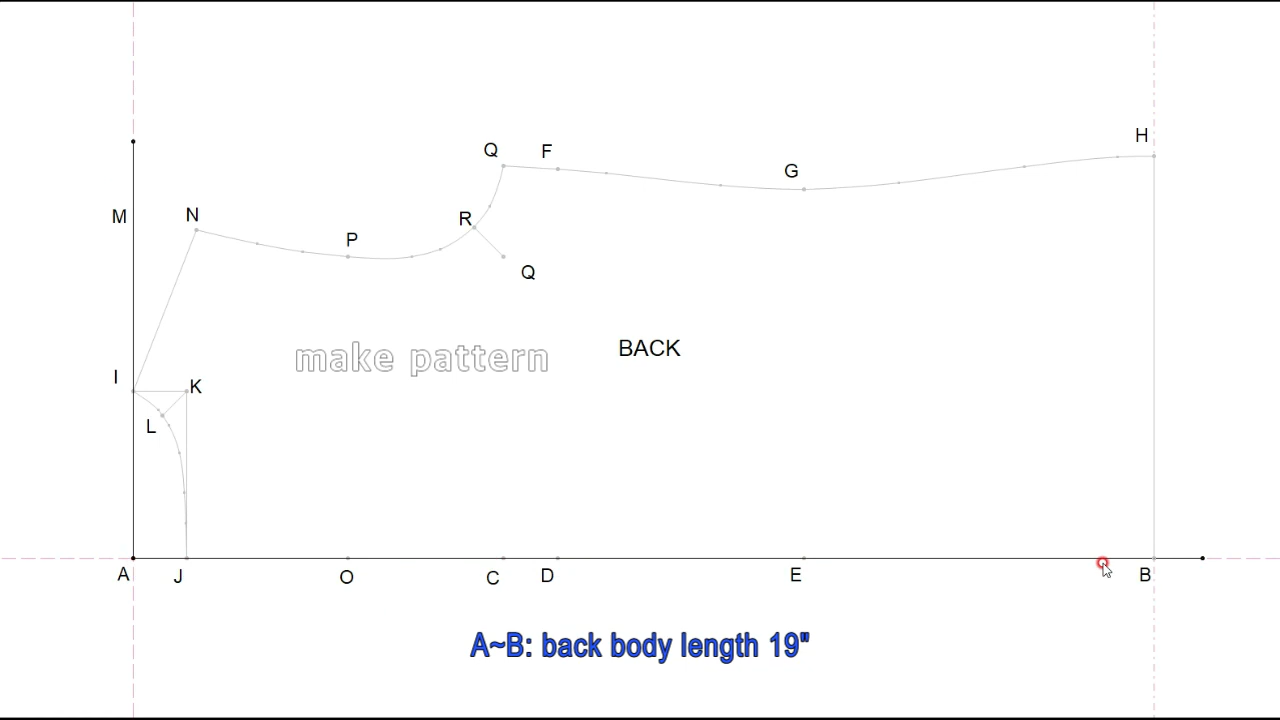 H
Q
F
G
M
N
R
P
Q
BACK
make pattern
I
K
L
A
J
O
C
D
E
B
A~B: back body length 19"